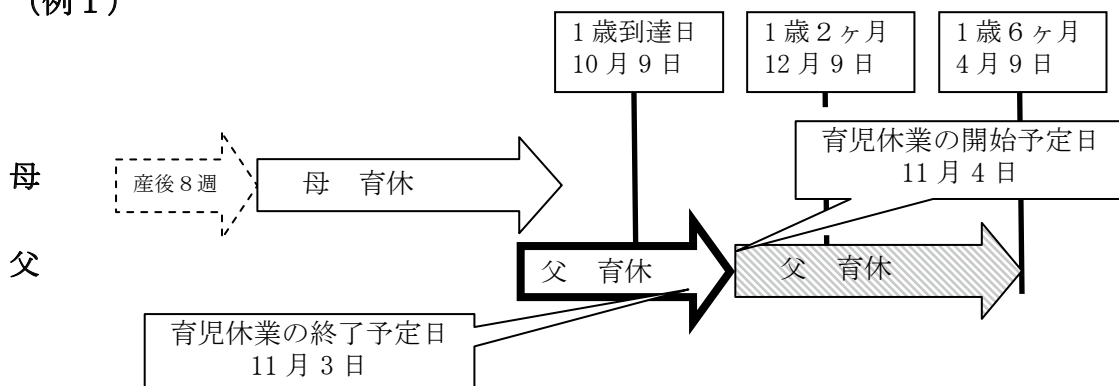 （例１）
１歳到達日
10月9日
１歳２ヶ月
12月9日
１歳６ヶ月
4月9日
育児休業の開始予定日
11月4日
母
産後８週
母　育休
父
父　育休
父　育休
育児休業の終了予定日
11月3日